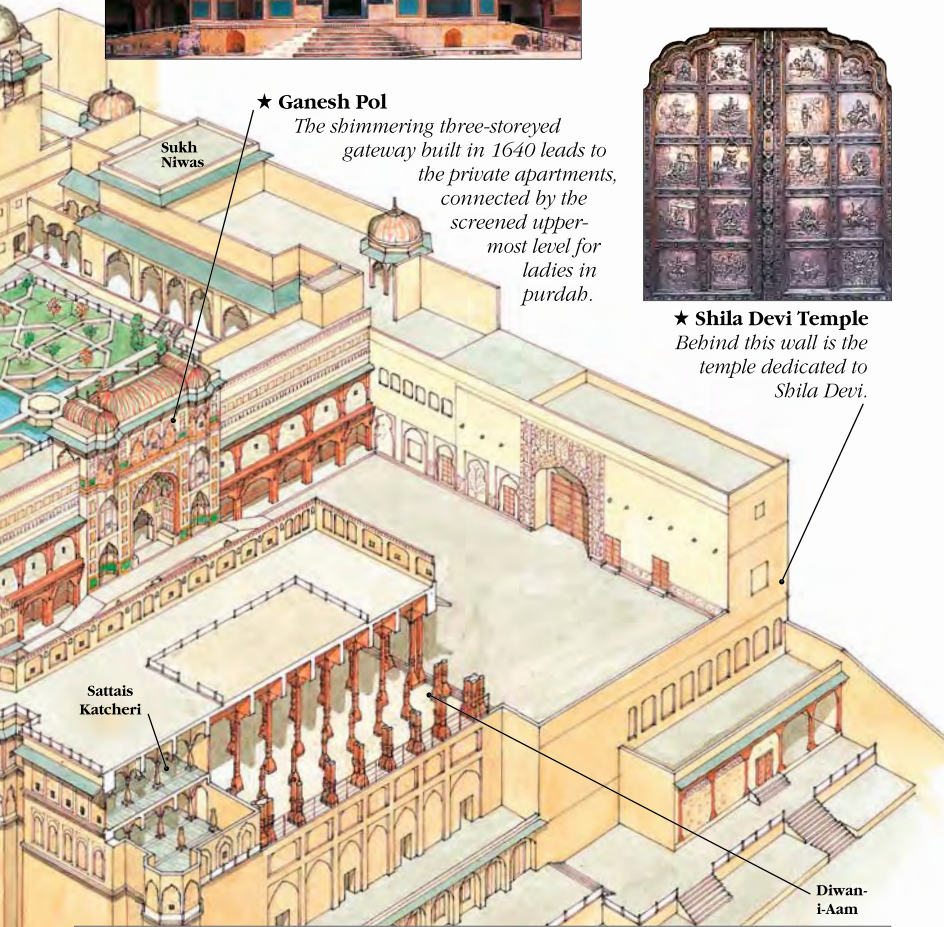 ★ Ganesh Pol
The shimmering three-storeyed
gateway built in 1640 leads to
the private apartments,
connected by the
screened upper-
most level for
ladies in
purdah.
Sukh
Niwas
★ Shila Devi Temple
Behind this wall is the
temple dedicated to
Shila Devi.
Sattais
Katcheri
Diwan-
i-Aam